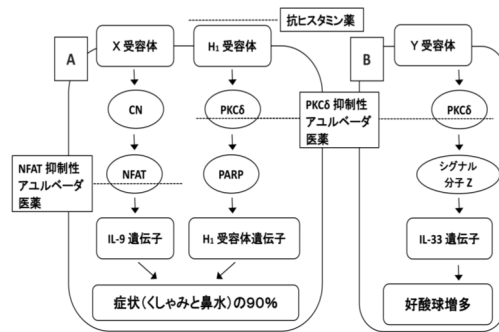 抗ヒスタミン薬
A
X 受容体
H₁ 受容体
B
Y 受容体
CN
PKCδ
PKCδ 抑制性
アユルベーダ
医薬
PKCδ
NFAT 抑制性
アユルベーダ
医薬
NFAT
PARP
シグナル
分子 Z
IL-9 遺伝子
H₁ 受容体遺伝子
IL-33 遺伝子
症状(くしゃみと鼻水)の90%
好酸球増多